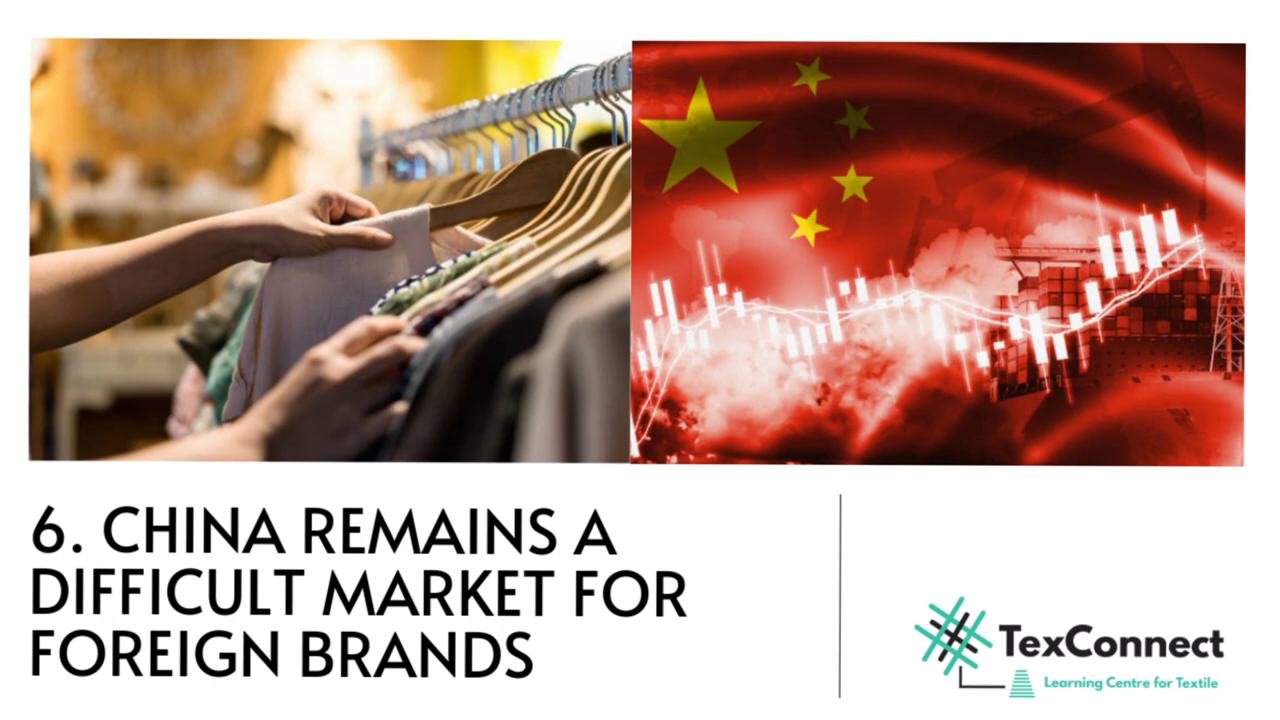 6. CHINA REMAINS A
DIFFICULT MARKET FOR
FOREIGN BRANDS
TexConnect
Learning Centre for Textile